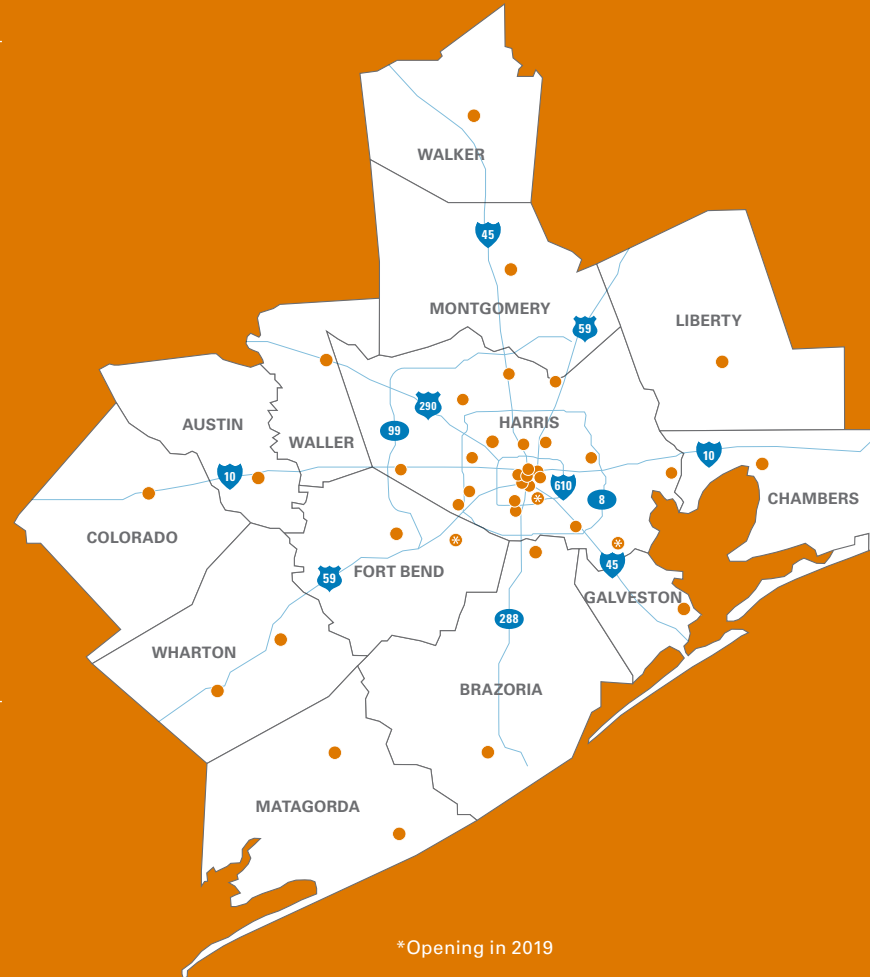 WALKER
45
MONTGOMERY
59
LIBERTY
290
AUSTIN
HARRIS
99
WALLER
10
10
610
8
CHAMBERS
COLORADO
*
*
*
45
FORT BEND
59
GALVESTON
288
WHARTON
BRAZORIA
MATAGORDA
*Opening in 2019